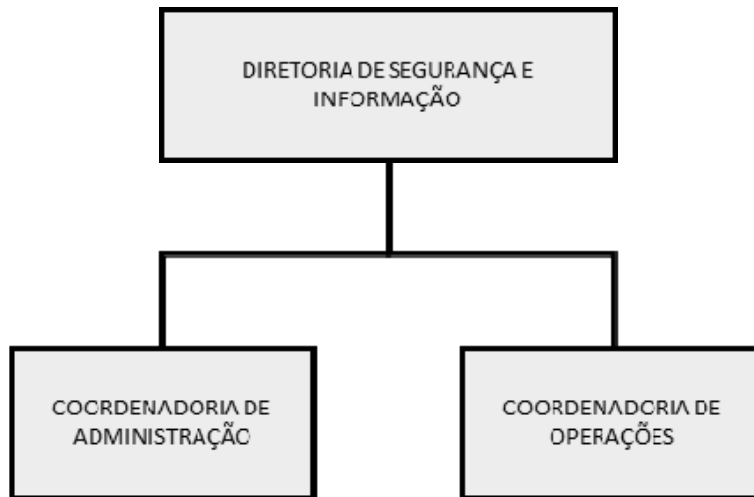 DIRETORIA DE SEGURANÇA E
INFORMAÇÃO
COORDENADORIA DE
ADMINISTRAÇÃO
COORDENADORIA DE
OPERAÇÕES